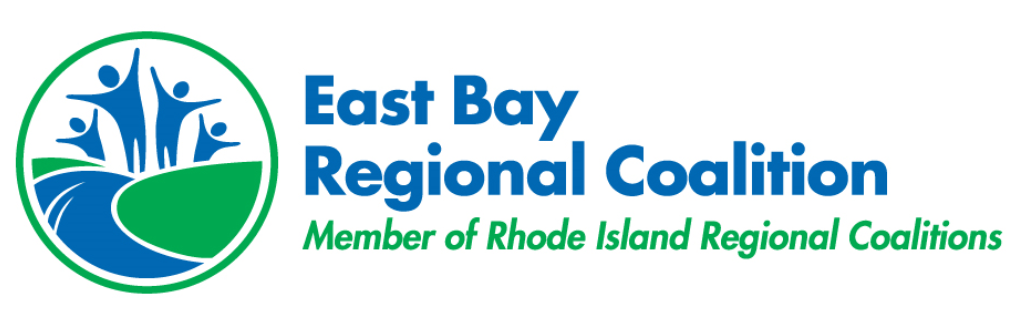 East Bay
Regional Coalition
Member of Rhode Island Regional Coalitions